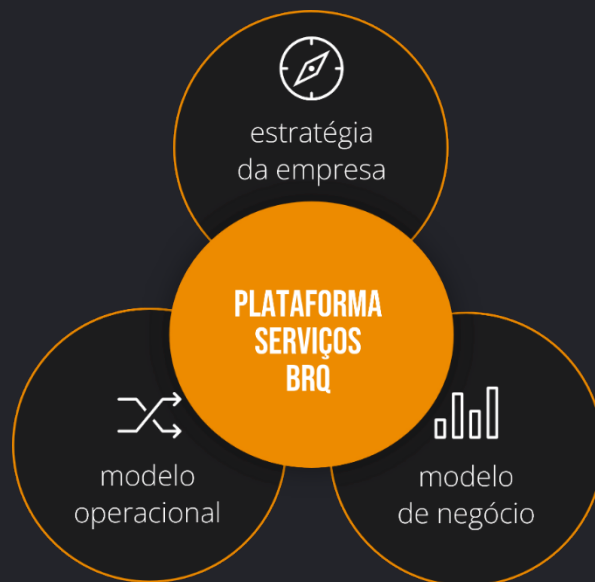 estratégia
da empresa
PLATAFORMA
SERVIÇOS
BRQ
modelo
operacional
modelo
de negócio